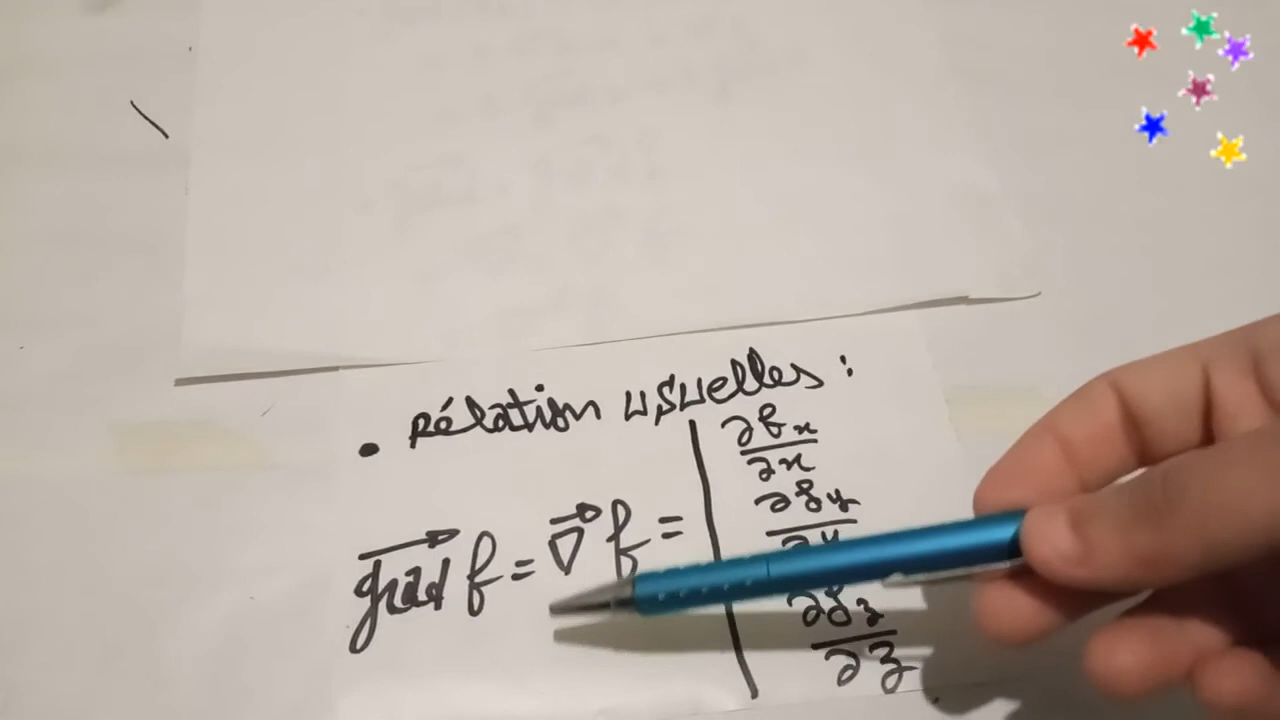 • Rélation usuelles :
∂fx
∂x
∂fy
∂y
grad f = ∇ f =
∂fz
∂z